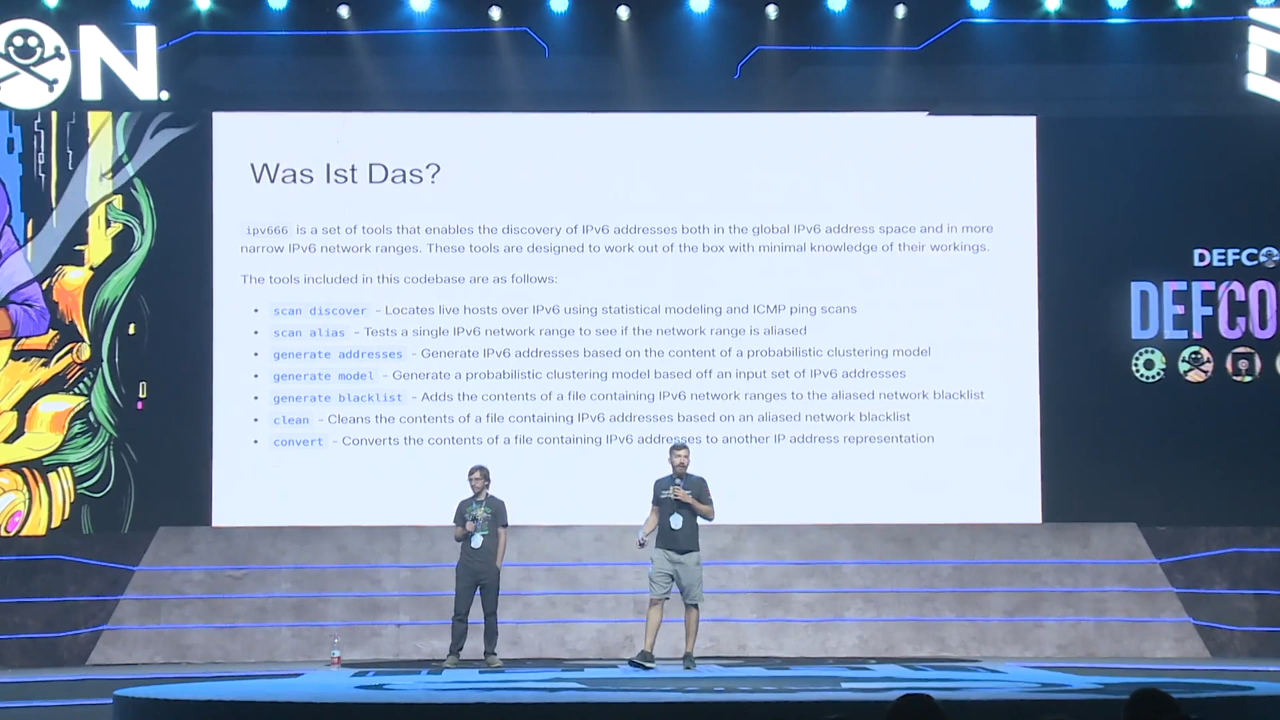 N.
Was Ist Das?
ipv666 is a set of tools that enables the discovery of IPv6 addresses both in the global IPv6 address space and in more
narrow IPv6 network ranges. These tools are designed to work out of the box with minimal knowledge of their workings.
The tools included in this codebase are as follows:
• scan discover - Locates live hosts over IPv6 using statistical modeling and ICMP ping scans
• scan alias - Tests a single IPv6 network range to see if the network range is aliased
• generate addresses - Generate IPv6 addresses based on the content of a probabilistic clustering model
• generate model - Generate a probabilistic clustering model based off an input set of IPv6 addresses
• generate blacklist - Adds the contents of a file containing IPv6 network ranges to the aliased network blacklist
• clean - Cleans the contents of a file containing IPv6 addresses based on an aliased network blacklist
• convert - Converts the contents of a file containing IPv6 addresses to another IP address representation
DEFC
DEFCO